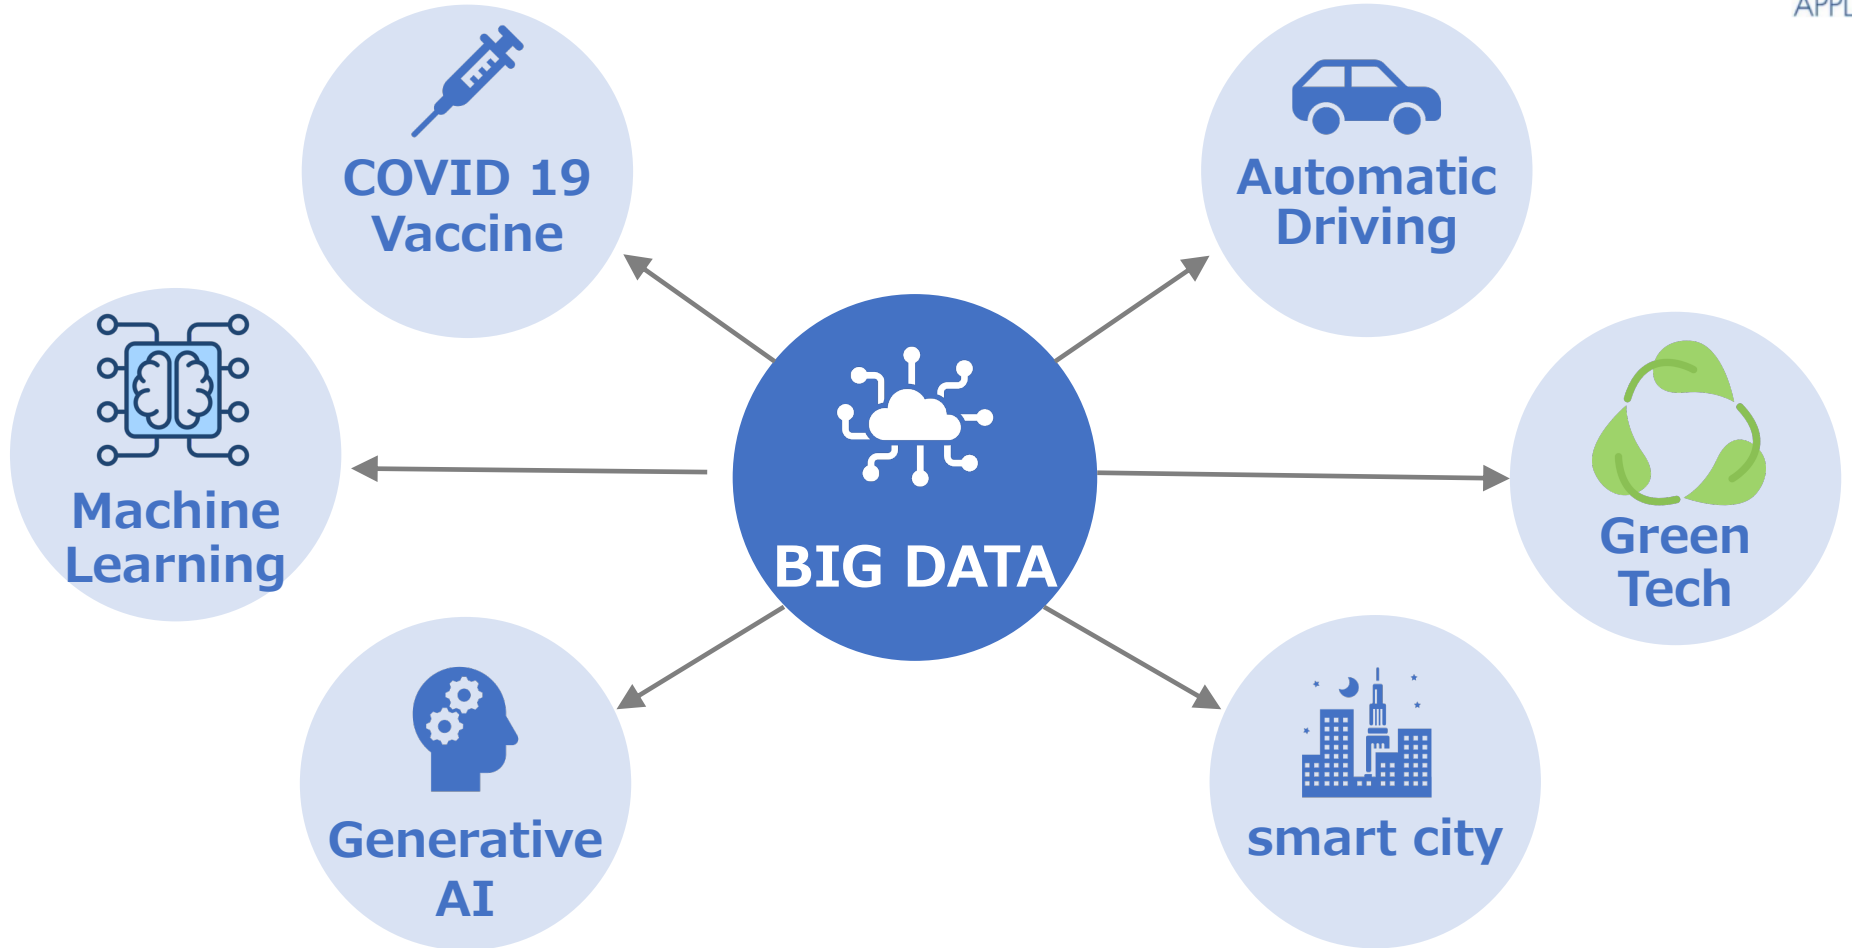 COVID 19
Vaccine
Automatic
Driving
Machine
Learning
BIG DATA
Green
Tech
Generative
AI
smart city